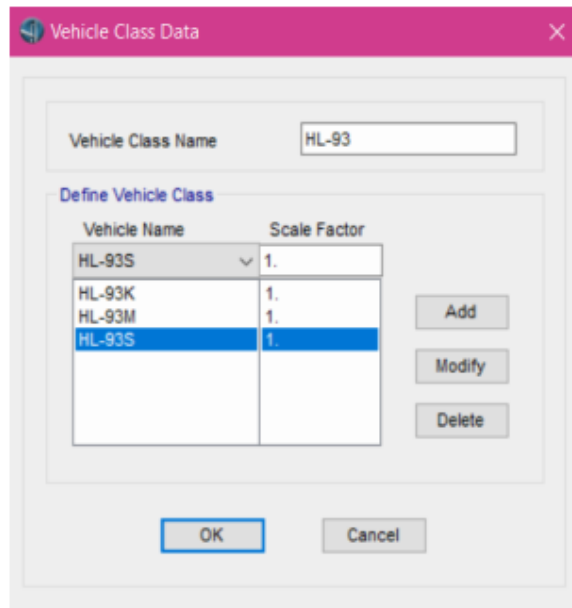 Vehicle Class Data
Vehicle Class Name HL-93
Define Vehicle Class
Vehicle Name Scale Factor
HL-93S 1.
HL-93K 1.
HL-93M 1.
HL-93S 1.
Add
Modify
Delete
OK Cancel